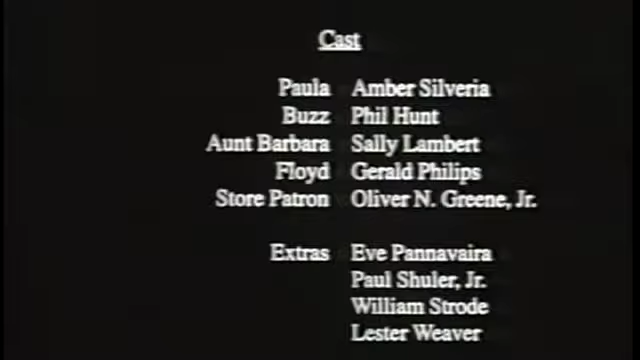 Cast
Paula Amber Silveria
Buzz Phil Hunt
Aunt Barbara Sally Lambert
Floyd Gerald Philips
Store Patron Oliver N. Greene, Jr.
Extras Eve Pannavaira
Paul Shuler, Jr.
William Strode
Lester Weaver